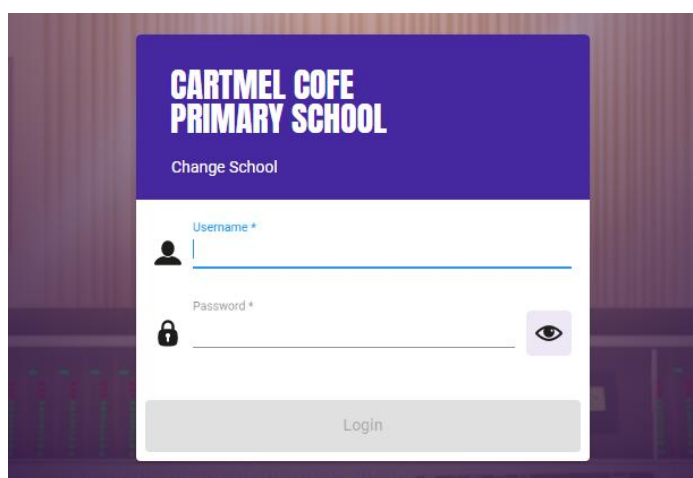 CARTMEL COFE
PRIMARY SCHOOL
Change School
Username *
Password *
Login